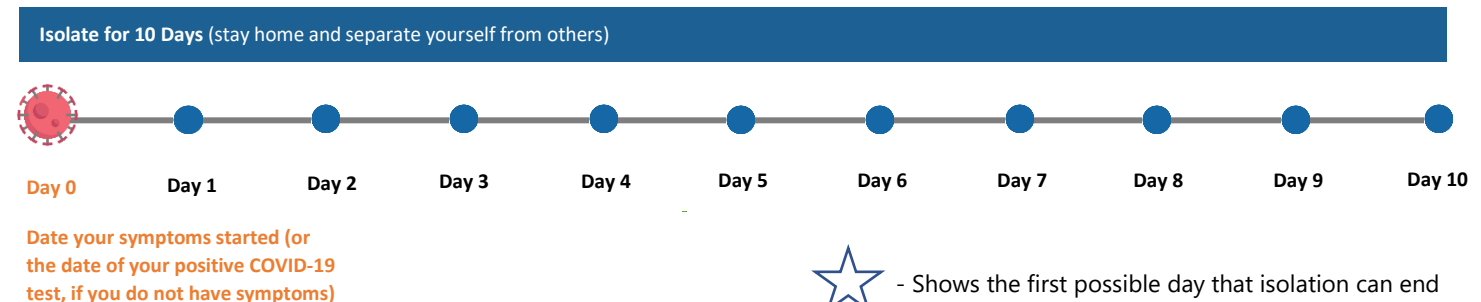 Isolate for 10 Days (stay home and separate yourself from others)
Day 0 Day 1 Day 2 Day 3 Day 4 Day 5 Day 6 Day 7 Day 8 Day 9 Day 10
Date your symptoms started (or
the date of your positive COVID-19
test, if you do not have symptoms)
- Shows the first possible day that isolation can end